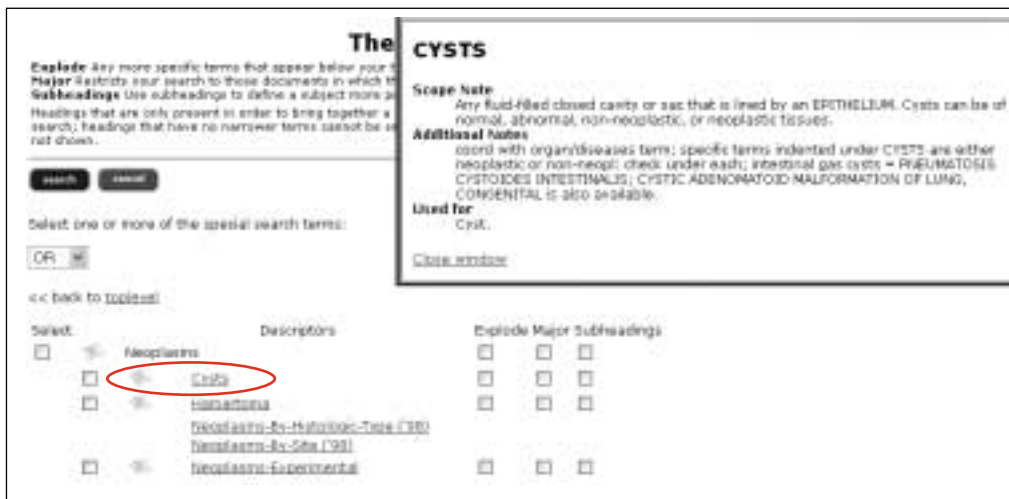 The
Explode Any more specific terms that appear below your t
Major Restricts your search to those documents in which th
Subheadings Use subheadings to define a subject more pr
Headings that are only present in order to bring together a
search; headings that have no narrower terms cannot be se
not shown.
search cancel
Select one or more of the special search terms:
OR
<< back to toplevel
Select Descriptors Explode Major Subheadings
Neoplasms
Cysts
Hamartoma
Neoplasms-By-Histologic-Type ('98)
Neoplasms-By-Site ('98)
Neoplasms-Experimental
CYSTS
Scope Note
Any fluid-filled closed cavity or sac that is lined by an EPITHELIUM. Cysts can be of
normal, abnormal, non-neoplastic, or neoplastic tissues.
Additional Notes
coord with organ/diseases term; specific terms indented under CYSTS are either
neoplastic or non-neopl: check under each; intestinal gas cysts = PNEUMATOSIS
CYSTOIDES INTESTINALIS; CYSTIC ADENOMATOID MALFORMATION OF LUNG,
CONGENITAL is also available.
Used for
Cyst.
Close window